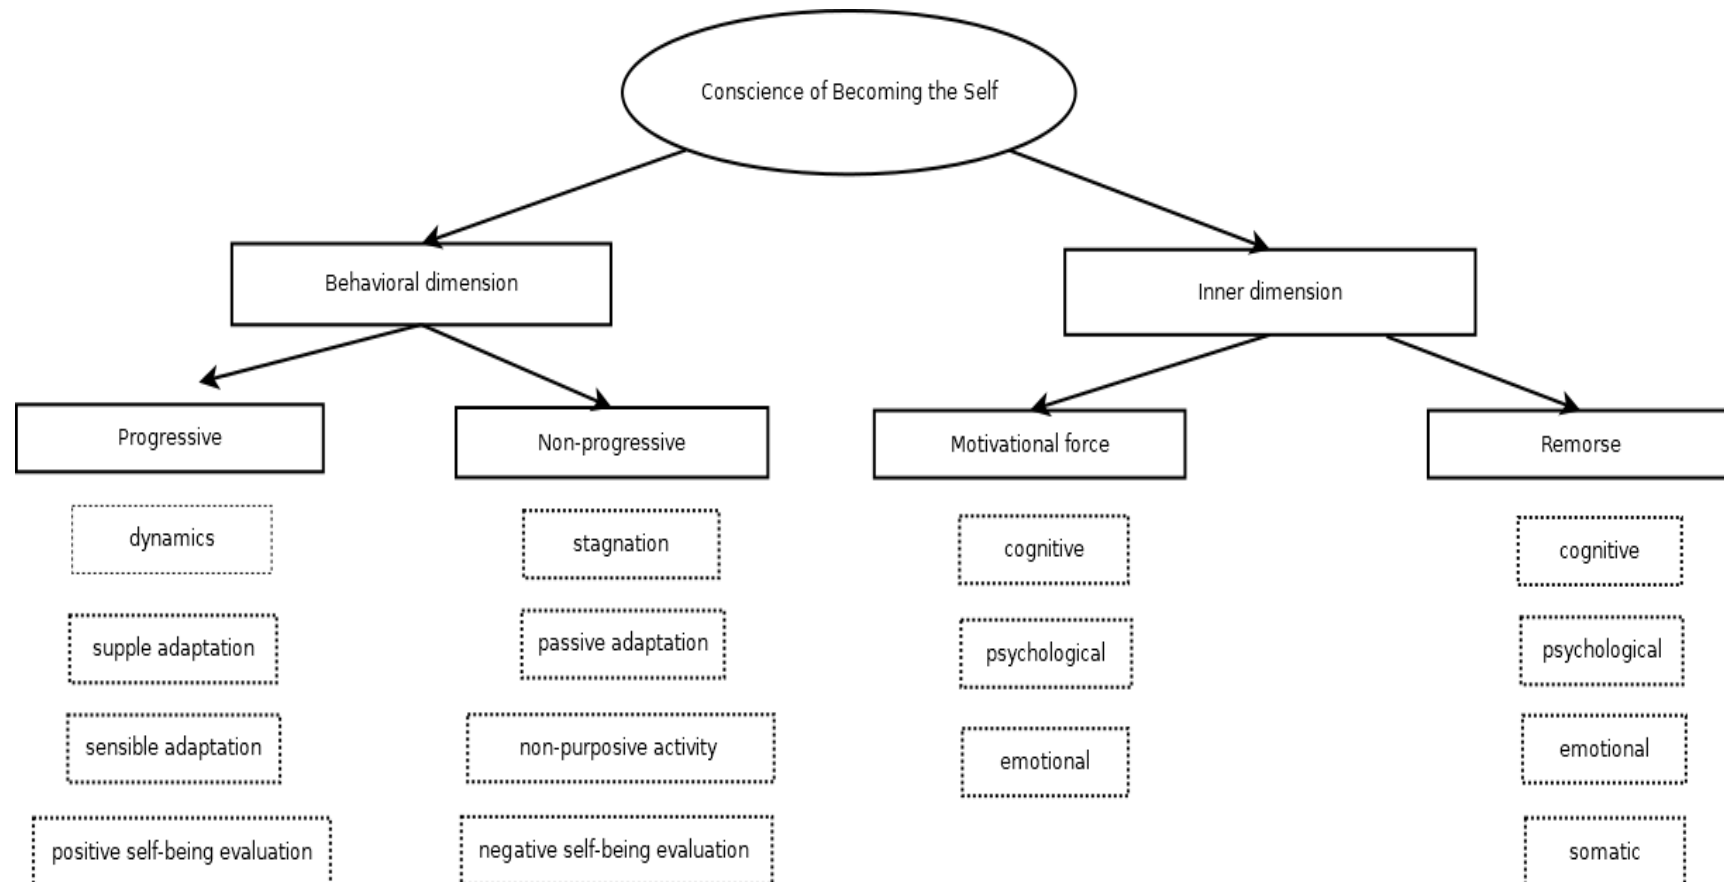 Conscience of Becoming the Self
Behavioral dimension
Inner dimension
Progressive
Non-progressive
Motivational force
Remorse
dynamics
stagnation
cognitive
cognitive
supple adaptation
passive adaptation
psychological
psychological
sensible adaptation
non-purposive activity
emotional
emotional
positive self-being evaluation
negative self-being evaluation
somatic